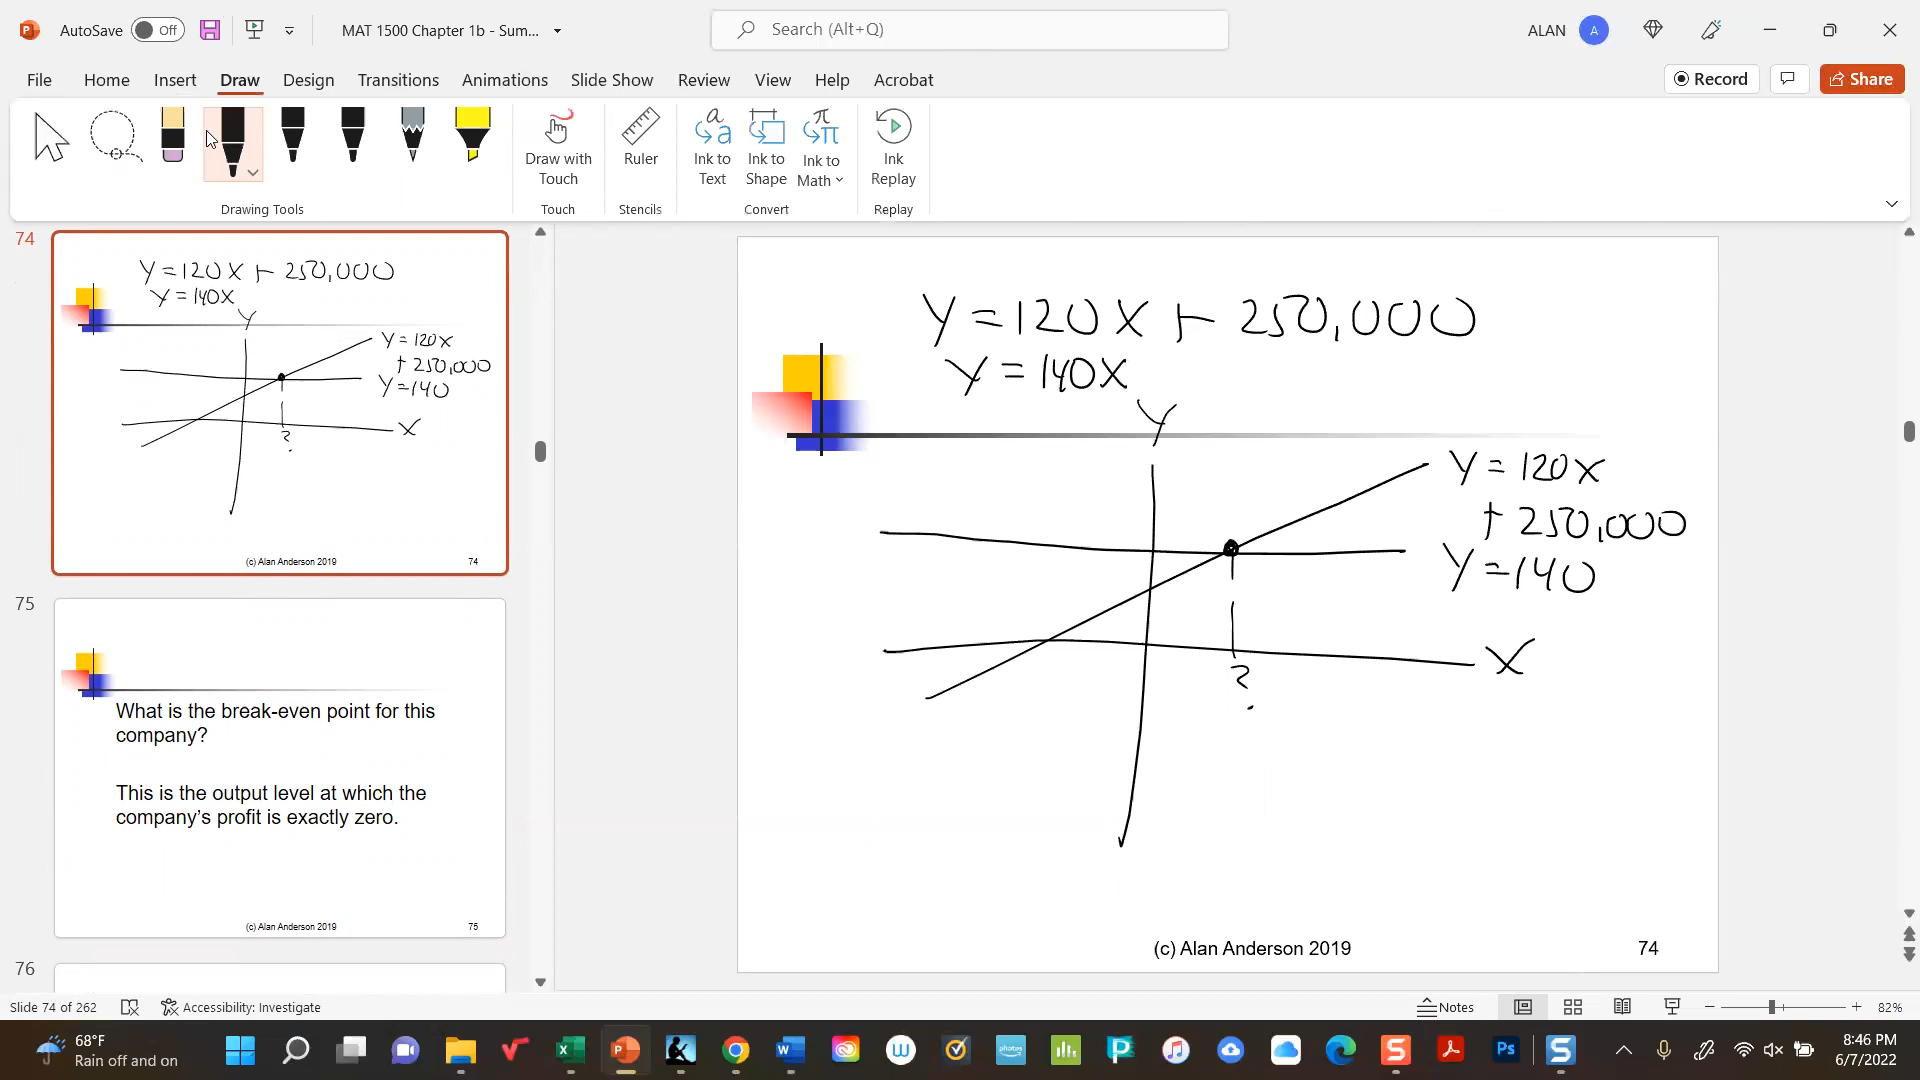 AutoSave Off MAT 1500 Chapter 1b - Sum... Search (Alt+Q) ALAN A
File Home Insert Draw Design Transitions Animations Slide Show Review View Help Acrobat Record Share
Draw with Touch
Ruler
Ink to Text
Ink to Shape
Ink to Math
Ink Replay
Drawing Tools Touch Stencils Convert Replay
74
Y = 120X + 250,000
Y = 140X
Y
Y = 120X
+ 250,000
Y = 140
X
?
(c) Alan Anderson 2019 74
75
What is the break-even point for this
company?
This is the output level at which the
company's profit is exactly zero.
(c) Alan Anderson 2019 75
76
Y = 120X + 250,000
Y = 140X
Y
Y = 120X
+ 250,000
Y = 140
X
?
(c) Alan Anderson 2019 74
Slide 74 of 262 Accessibility: Investigate Notes 82%
68°F
Rain off and on
8:46 PM
6/7/2022